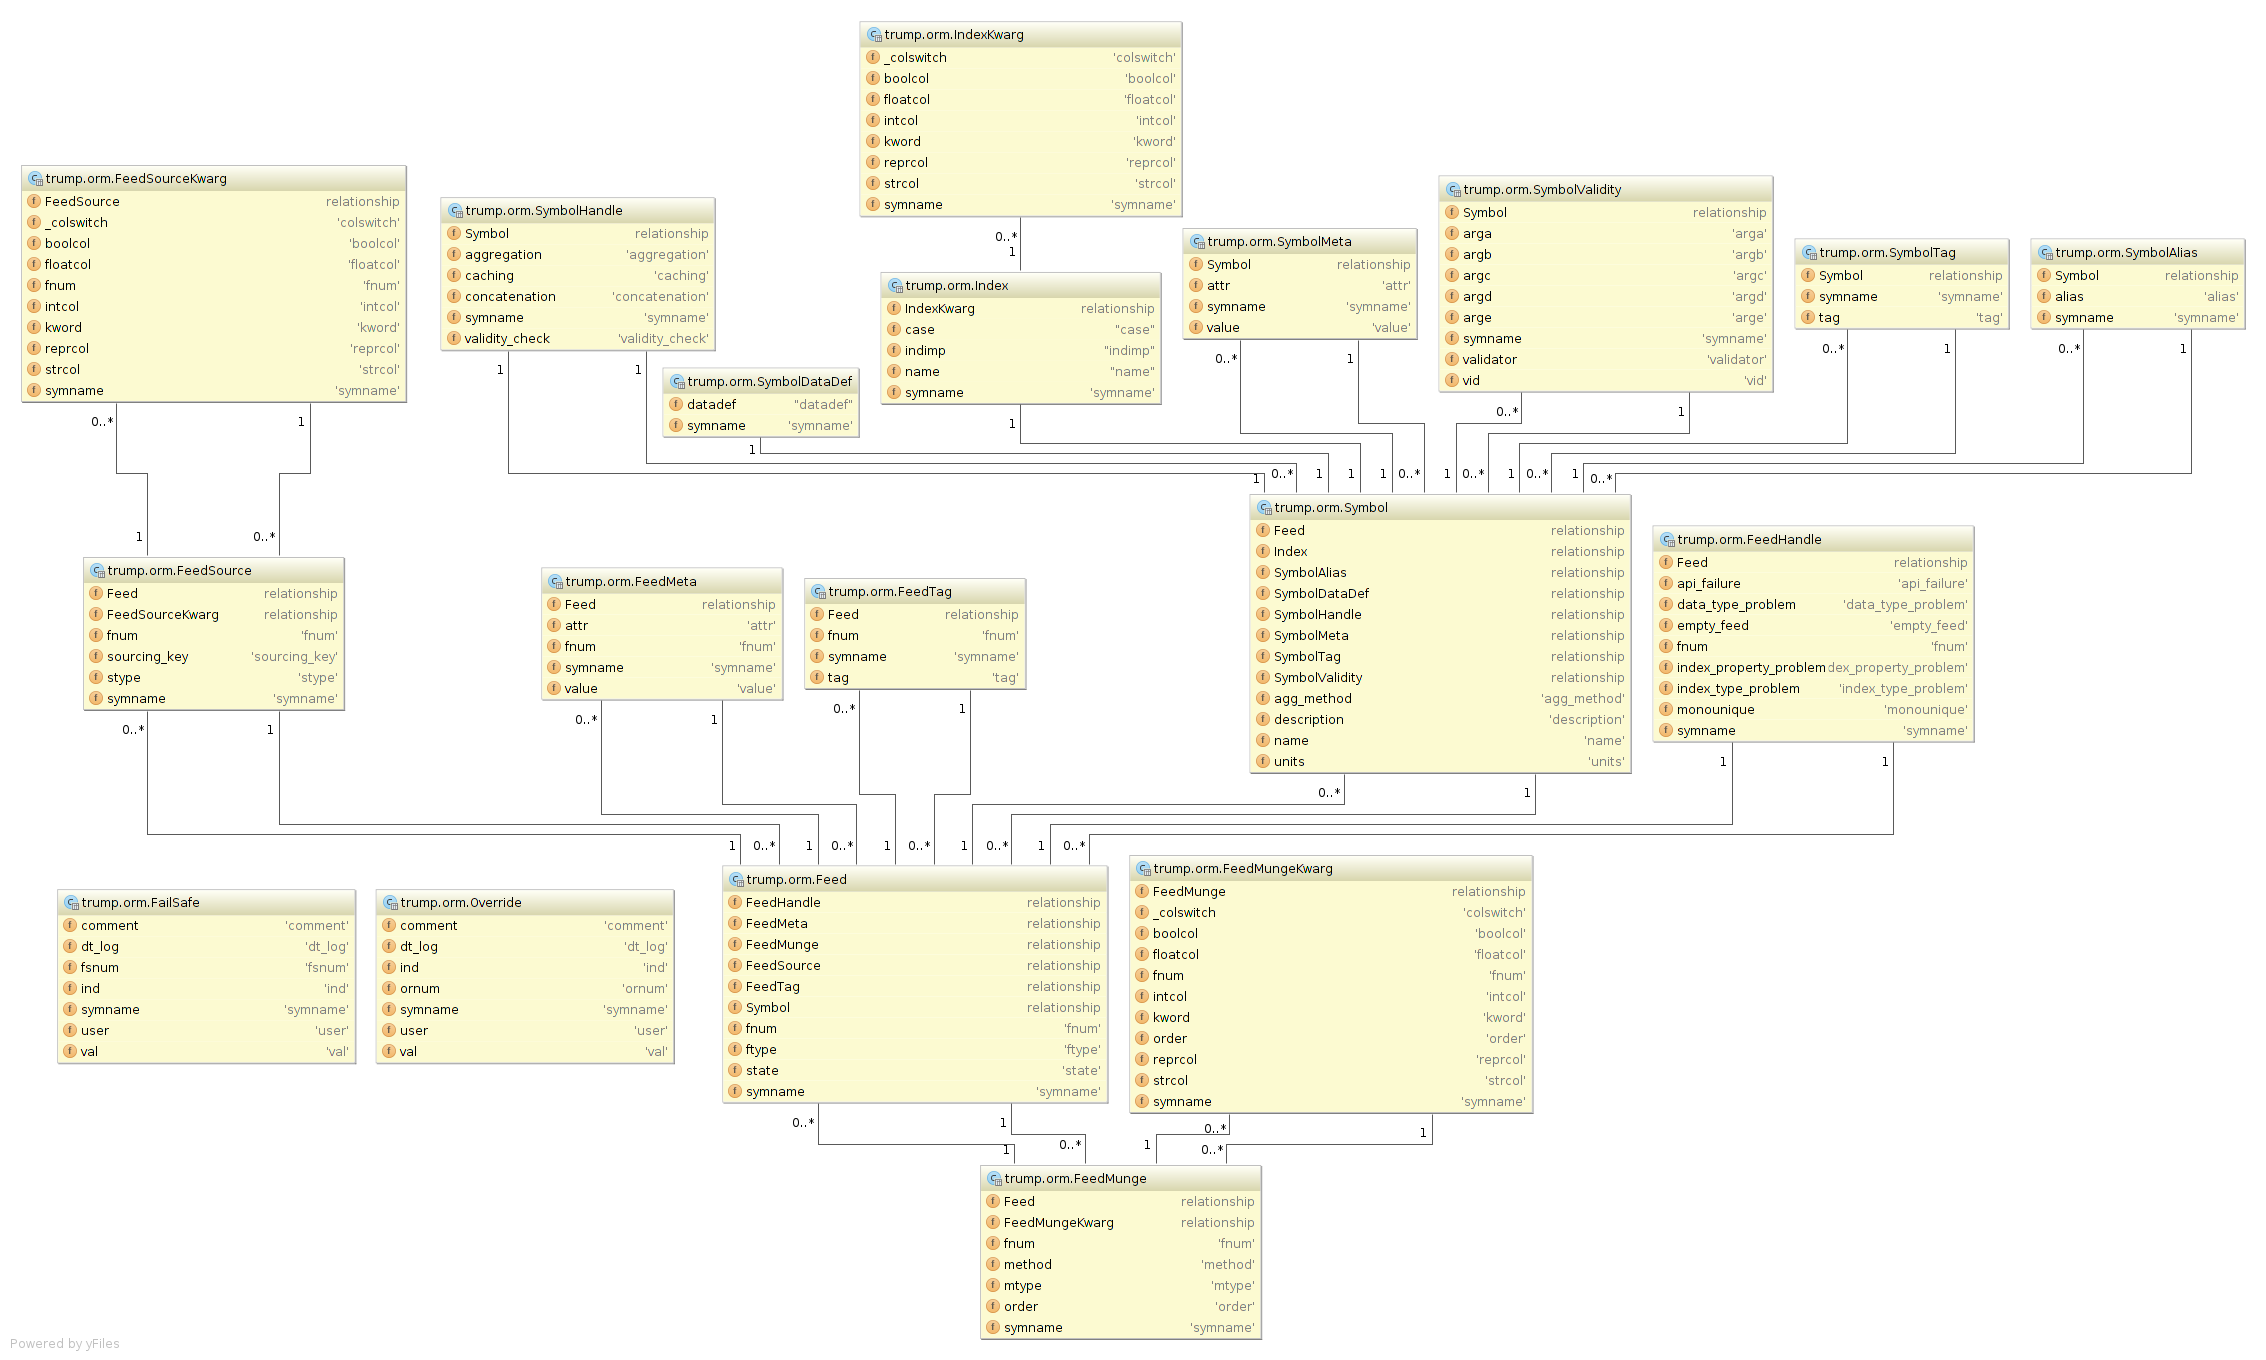 trump.orm.IndexKwarg
_colswitch 'colswitch'
boolcol 'boolcol'
floatcol 'floatcol'
intcol 'intcol'
kword 'kword'
reprcol 'reprcol'
strcol 'strcol'
symname 'symname'
0..*
1
trump.orm.FeedSourceKwarg
FeedSource relationship
_colswitch 'colswitch'
boolcol 'boolcol'
floatcol 'floatcol'
fnum 'fnum'
intcol 'intcol'
kword 'kword'
reprcol 'reprcol'
strcol 'strcol'
symname 'symname'
0..* 1
1 0..*
trump.orm.SymbolHandle
Symbol relationship
aggregation 'aggregation'
caching 'caching'
concatenation 'concatenation'
symname 'symname'
validity_check 'validity_check'
1 1
trump.orm.SymbolDataDef
datadef "datadef"
symname 'symname'
1
trump.orm.Index
IndexKwarg relationship
case "case"
indimp "indimp"
name "name"
symname 'symname'
1
trump.orm.SymbolMeta
Symbol relationship
attr 'attr'
symname 'symname'
value 'value'
0..* 1
trump.orm.SymbolValidity
Symbol relationship
arga 'arga'
argb 'argb'
argc 'argc'
argd 'argd'
arge 'arge'
symname 'symname'
validator 'validator'
vid 'vid'
0..* 1
trump.orm.SymbolTag
Symbol relationship
symname 'symname'
tag 'tag'
0..* 1
trump.orm.SymbolAlias
Symbol relationship
alias 'alias'
symname 'symname'
0..* 1
1 0..* 1 1 1 0..* 1 0..* 1 0..* 1 0..*
trump.orm.Symbol
Feed relationship
Index relationship
SymbolAlias relationship
SymbolDataDef relationship
SymbolHandle relationship
SymbolMeta relationship
SymbolTag relationship
SymbolValidity relationship
agg_method 'agg_method'
description 'description'
name 'name'
units 'units'
0..* 1
trump.orm.FeedHandle
Feed relationship
api_failure 'api_failure'
data_type_problem 'data_type_problem'
empty_feed 'empty_feed'
fnum 'fnum'
index_property_problem dex_property_problem'
index_type_problem 'index_type_problem'
monounique 'monounique'
symname 'symname'
1 1
trump.orm.FeedSource
Feed relationship
FeedSourceKwarg relationship
fnum 'fnum'
sourcing_key 'sourcing_key'
stype 'stype'
symname 'symname'
0..* 1
trump.orm.FeedMeta
Feed relationship
attr 'attr'
fnum 'fnum'
symname 'symname'
value 'value'
0..* 1
trump.orm.FeedTag
Feed relationship
fnum 'fnum'
symname 'symname'
tag 'tag'
0..* 1
1 0..* 1 0..* 1 0..* 1 0..* 1 0..*
trump.orm.FailSafe
comment 'comment'
dt_log 'dt_log'
fsnum 'fsnum'
ind 'ind'
symname 'symname'
user 'user'
val 'val'
trump.orm.Override
comment 'comment'
dt_log 'dt_log'
ind 'ind'
ornum 'ornum'
symname 'symname'
user 'user'
val 'val'
trump.orm.Feed
FeedHandle relationship
FeedMeta relationship
FeedMunge relationship
FeedSource relationship
FeedTag relationship
Symbol relationship
fnum 'fnum'
ftype 'ftype'
state 'state'
symname 'symname'
0..* 1
trump.orm.FeedMungeKwarg
FeedMunge relationship
_colswitch 'colswitch'
boolcol 'boolcol'
floatcol 'floatcol'
fnum 'fnum'
intcol 'intcol'
kword 'kword'
order 'order'
reprcol 'reprcol'
strcol 'strcol'
symname 'symname'
0..* 1
1 0..* 1 0..*
trump.orm.FeedMunge
Feed relationship
FeedMungeKwarg relationship
fnum 'fnum'
method 'method'
mtype 'mtype'
order 'order'
symname 'symname'
Powered by yFiles